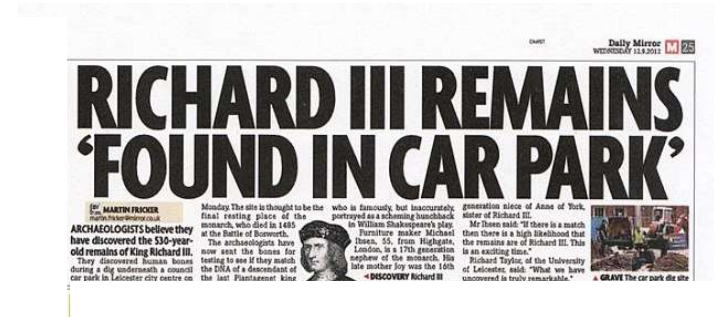 Daily Mirror M 25
WEDNESDAY 13.9.2012
RICHARD III REMAINS
‘FOUND IN CAR PARK’
MARTIN FRICKER
martin.fricker@mirror.co.uk
ARCHAEOLOGISTS believe they
have discovered the 530-year-
old remains of King Richard III.
They discovered human bones
during a dig underneath a council
car park in Leicester city centre on
Monday. The site is thought to be the
final resting place of the
monarch, who died in 1485
at the Battle of Bosworth.
The archaeologists have
now sent the bones for
testing to see if they match
the DNA of a descendant of
the last Plantagenet king
who is famously, but inaccurately,
portrayed as a scheming hunchback
in William Shakespeare's play.
Furniture maker Michael
Ibsen, 55, from Highgate,
London, is a 17th generation
nephew of the monarch. His
late mother Joy was the 16th
◄ DISCOVERY Richard III
generation niece of Anne of York,
sister of Richard III.
Mr Ibsen said: "If there is a match
then there is a high likelihood that
the remains are of Richard III. This
is an exciting time."
Richard Taylor, of the University
of Leicester, said: "What we have
uncovered is truly remarkable."
▲ GRAVE The car park dig site